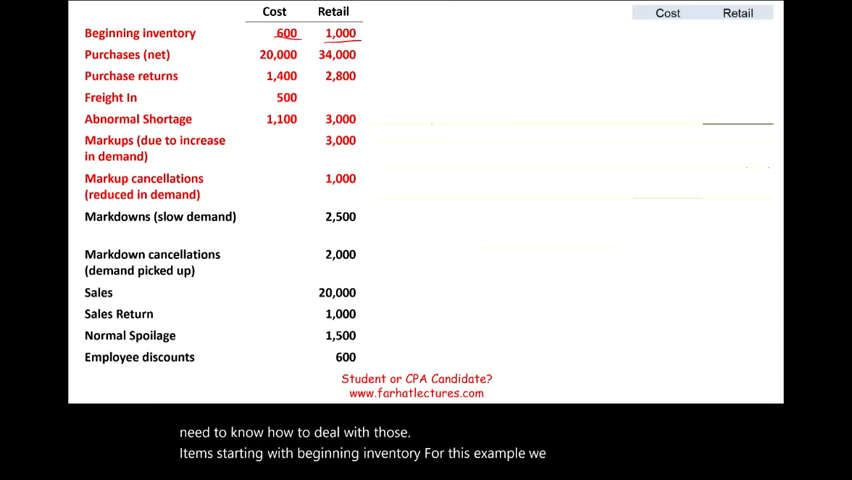 Cost Retail Cost Retail
Beginning inventory 600 1,000
Purchases (net) 20,000 34,000
Purchase returns 1,400 2,800
Freight In 500
Abnormal Shortage 1,100 3,000
Markups (due to increase 3,000
in demand)
Markup cancellations 1,000
(reduced in demand)
Markdowns (slow demand) 2,500
Markdown cancellations 2,000
(demand picked up)
Sales 20,000
Sales Return 1,000
Normal Spoilage 1,500
Employee discounts 600
Student or CPA Candidate?
www.farhatlectures.com
need to know how to deal with those.
Items starting with beginning inventory For this example we